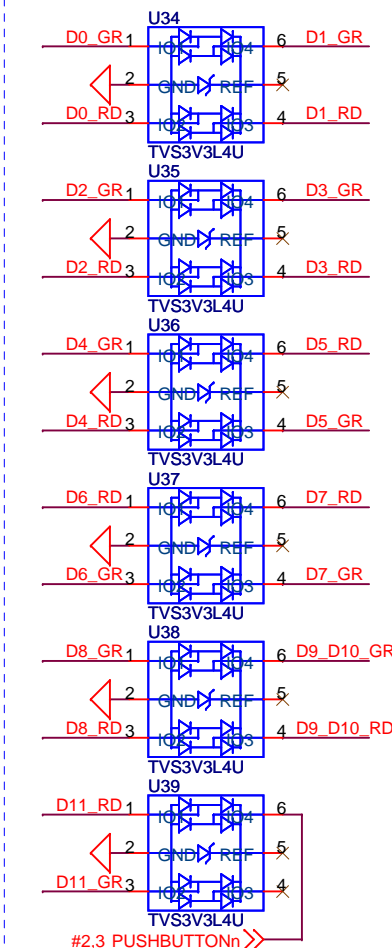 U34
D0_GR 1 IO1 IO4 6 D1_GR
2 GND REF 5
D0_RD 3 IO2 IO3 4 D1_RD
TVS3V3L4U
U35
D2_GR 1 IO1 IO4 6 D3_GR
2 GND REF 5
D2_RD 3 IO2 IO3 4 D3_RD
TVS3V3L4U
U36
D4_GR 1 IO1 IO4 6 D5_RD
2 GND REF 5
D4_RD 3 IO2 IO3 4 D5_GR
TVS3V3L4U
U37
D6_RD 1 IO1 IO4 6 D7_RD
2 GND REF 5
D6_GR 3 IO2 IO3 4 D7_GR
TVS3V3L4U
U38
D8_GR 1 IO1 IO4 6 D9_D10_GR
2 GND REF 5
D8_RD 3 IO2 IO3 4 D9_D10_RD
TVS3V3L4U
U39
D11_RD 1 IO1 IO4 6
2 GND REF 5
D11_GR 3 IO2 IO3 4
TVS3V3L4U
#2,3 PUSHBUTTONn